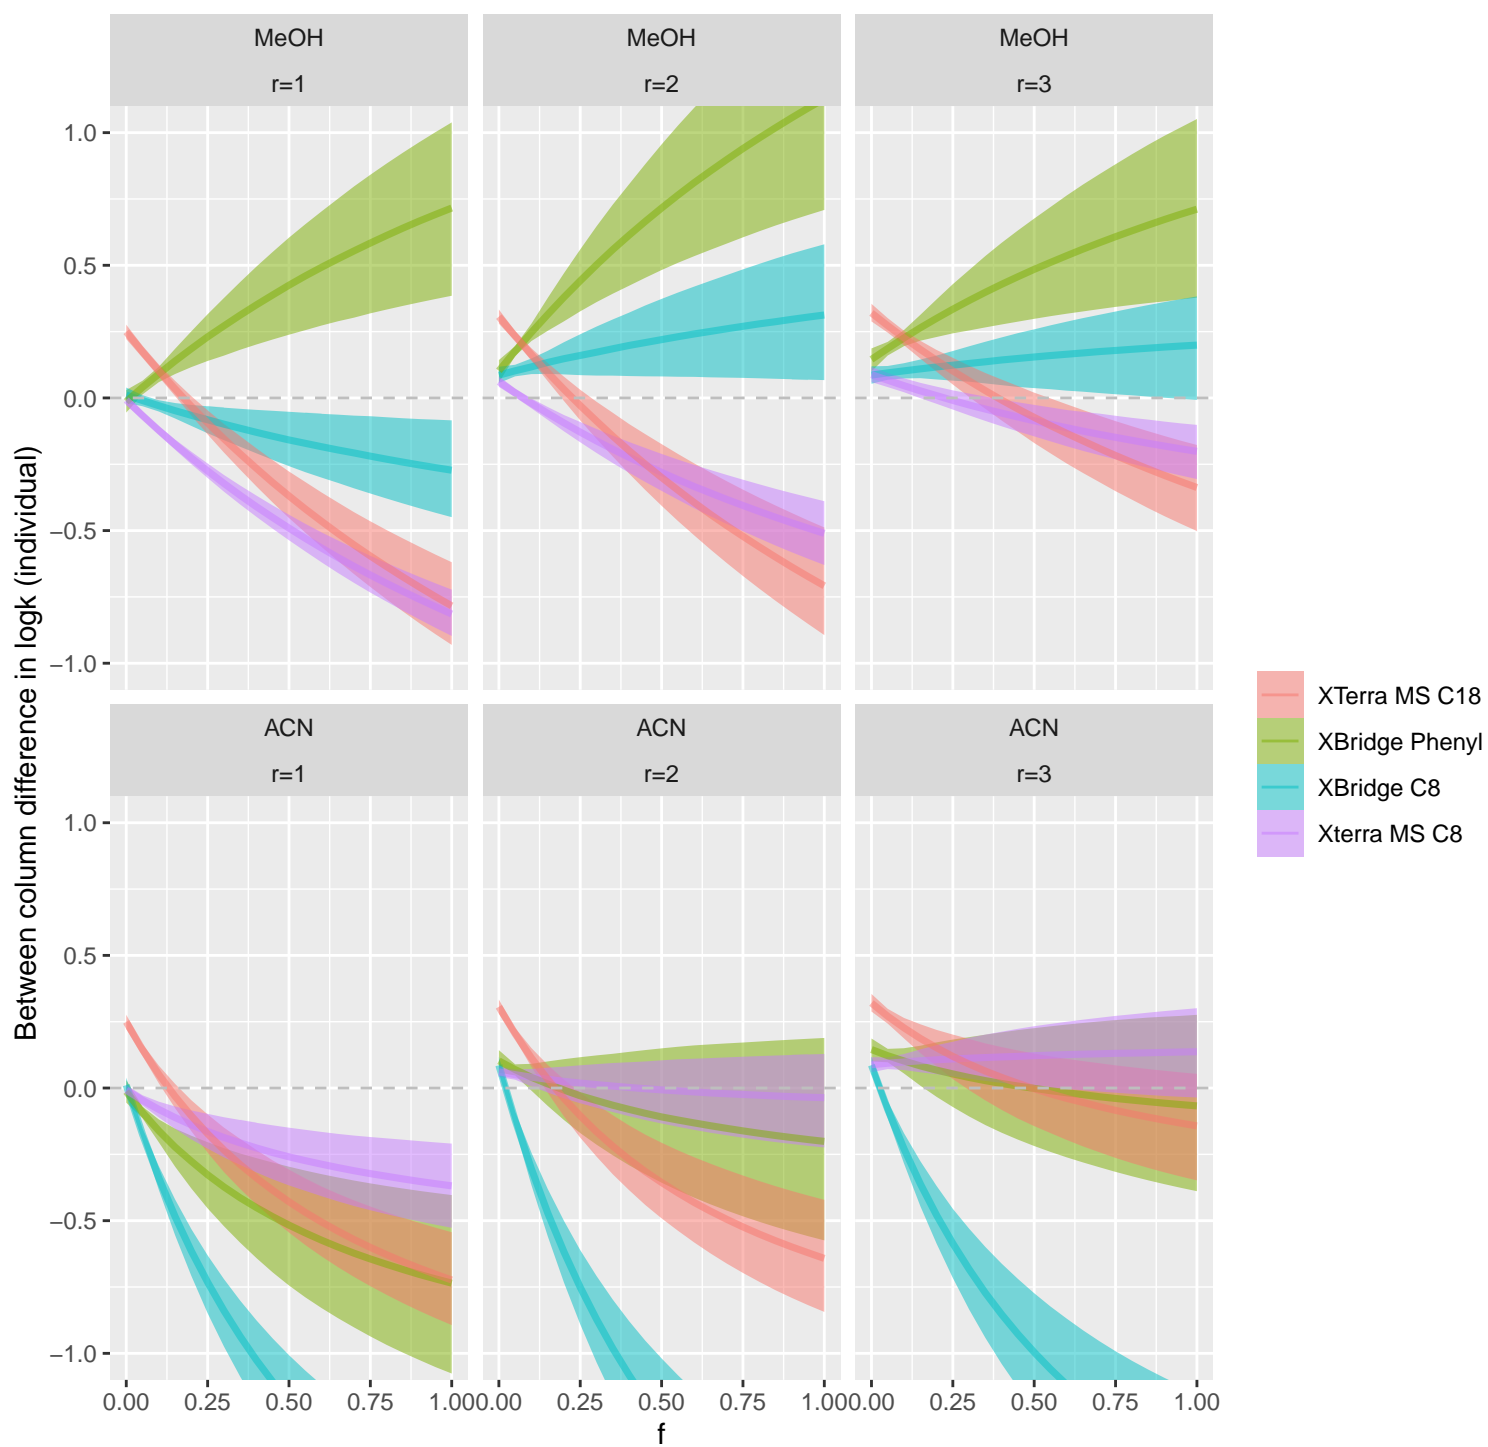 MeOH
r=1
MeOH
r=2
MeOH
r=3
1.0
0.5
0.0
−0.5
−1.0
ACN
r=1
ACN
r=2
ACN
r=3
1.0
0.5
0.0
−0.5
−1.0
0.00 0.25 0.50 0.75 1.00
0.00 0.25 0.50 0.75 1.00
0.00 0.25 0.50 0.75 1.00
f
Between column difference in logk (individual)
XTerra MS C18
XBridge Phenyl
XBridge C8
Xterra MS C8